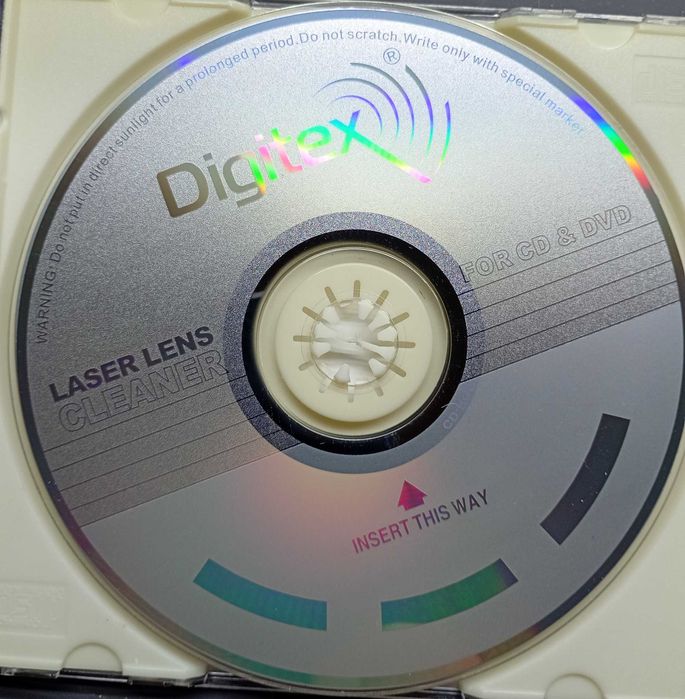 WARNING: Do not put in direct sunlight for a prolonged period. Do not scratch. Write only with special marker.
Digitex®
FOR CD & DVD
LASER LENS
CLEANER
INSERT THIS WAY